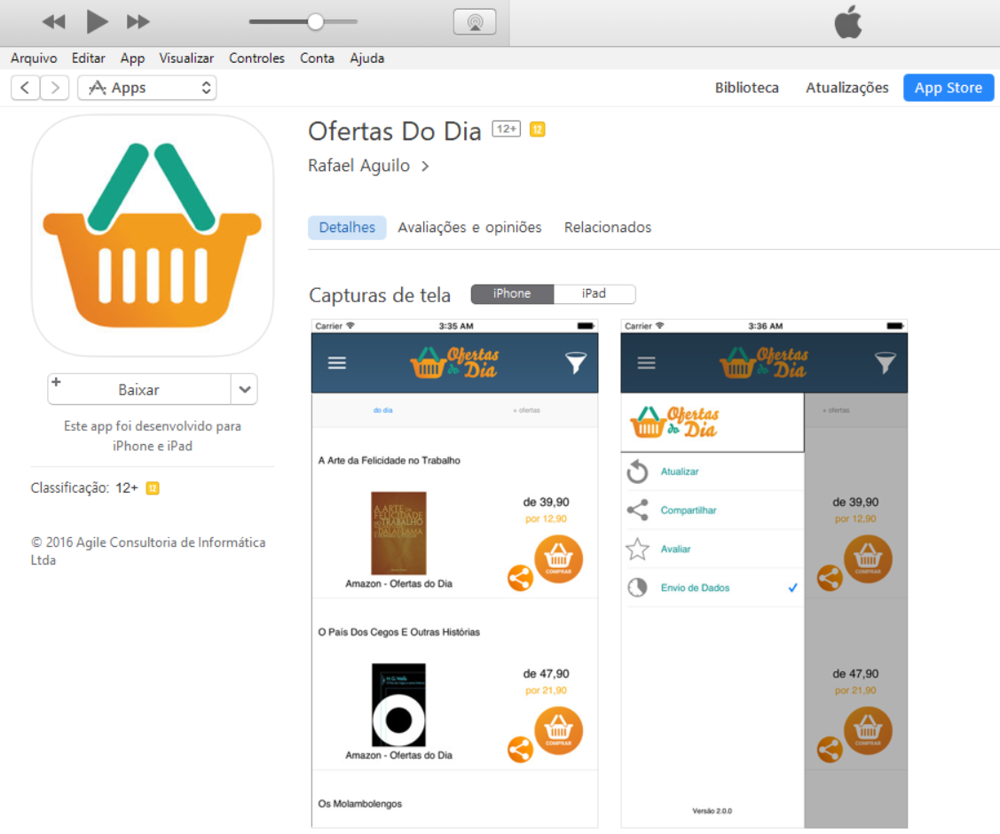 Arquivo Editar App Visualizar Controles Conta Ajuda
Apps
Biblioteca Atualizações App Store
Ofertas Do Dia 12+ 12
Rafael Aguilo
Detalhes Avaliações e opiniões Relacionados
Capturas de tela iPhone iPad
Baixar
Este app foi desenvolvido para
iPhone e iPad
Classificação: 12+ 12
© 2016 Agile Consultoria de Informática
Ltda
Carrier 3:35 AM
Ofertas
do Dia
do dia + ofertas
A Arte da Felicidade no Trabalho
A ARTE DA
FELICIDADE
NO TRABALHO
DALAI LAMA
de 39,90
por 12,90
COMPRAR
Amazon - Ofertas do Dia
O País Dos Cegos E Outras Histórias
H. G. Wells
de 47,90
por 21,90
COMPRAR
Amazon - Ofertas do Dia
Os Molambolengos
Carrier 3:36 AM
Ofertas
do Dia
Ofertas
do Dia
+ ofertas
Atualizar
Compartilhar
Avaliar
Envio de Dados
de 39,90
por 12,90
COMPRAR
de 47,90
por 21,90
COMPRAR
Versão 2.0.0